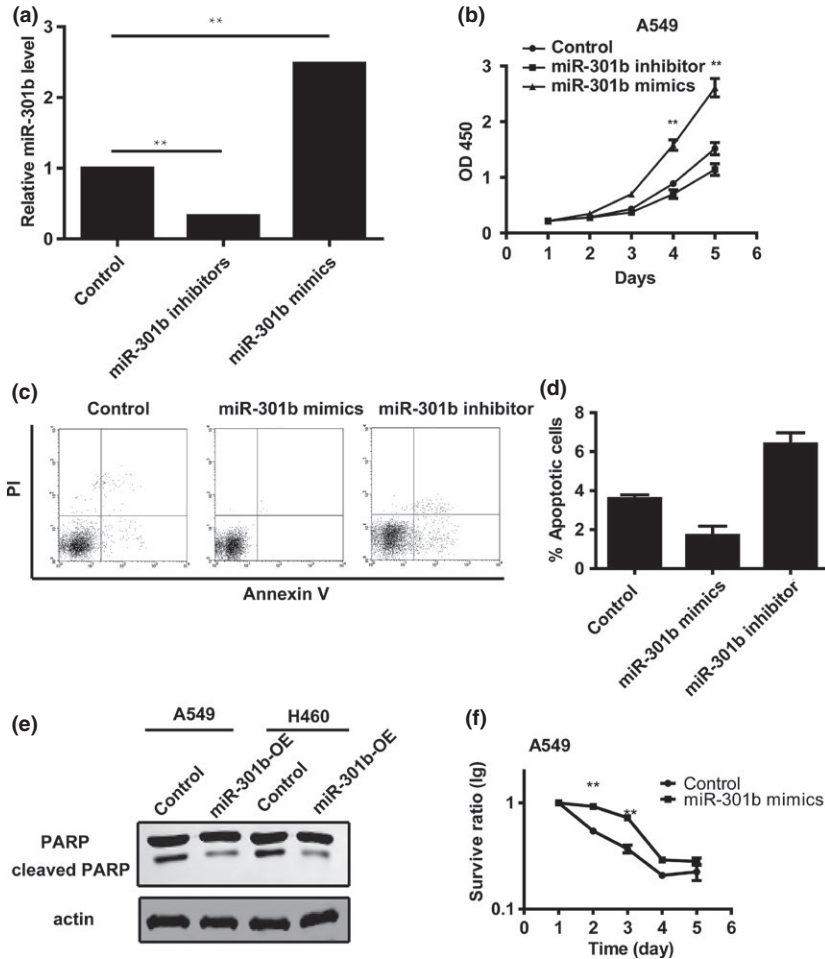 (a)
Relative miR-301b level
3
2
1
0
**
**
Control
miR-301b inhibitors
miR-301b mimics
(b)
A549
Control
miR-301b inhibitor
miR-301b mimics
**
**
OD 450
3
2
1
0
0 1 2 3 4 5 6
Days
(c)
Control miR-301b mimics miR-301b inhibitor
PI
Annexin V
(d)
% Apoptotic cells
8
6
4
2
0
Control
miR-301b mimics
miR-301b inhibitor
(e)
A549 H460
Control
miR-301b-OE
Control
miR-301b-OE
PARP
cleaved PARP
actin
(f)
A549
Control
miR-301b mimics
**
**
Survive ratio (lg)
1
0.1
0 1 2 3 4 5 6
Time (day)